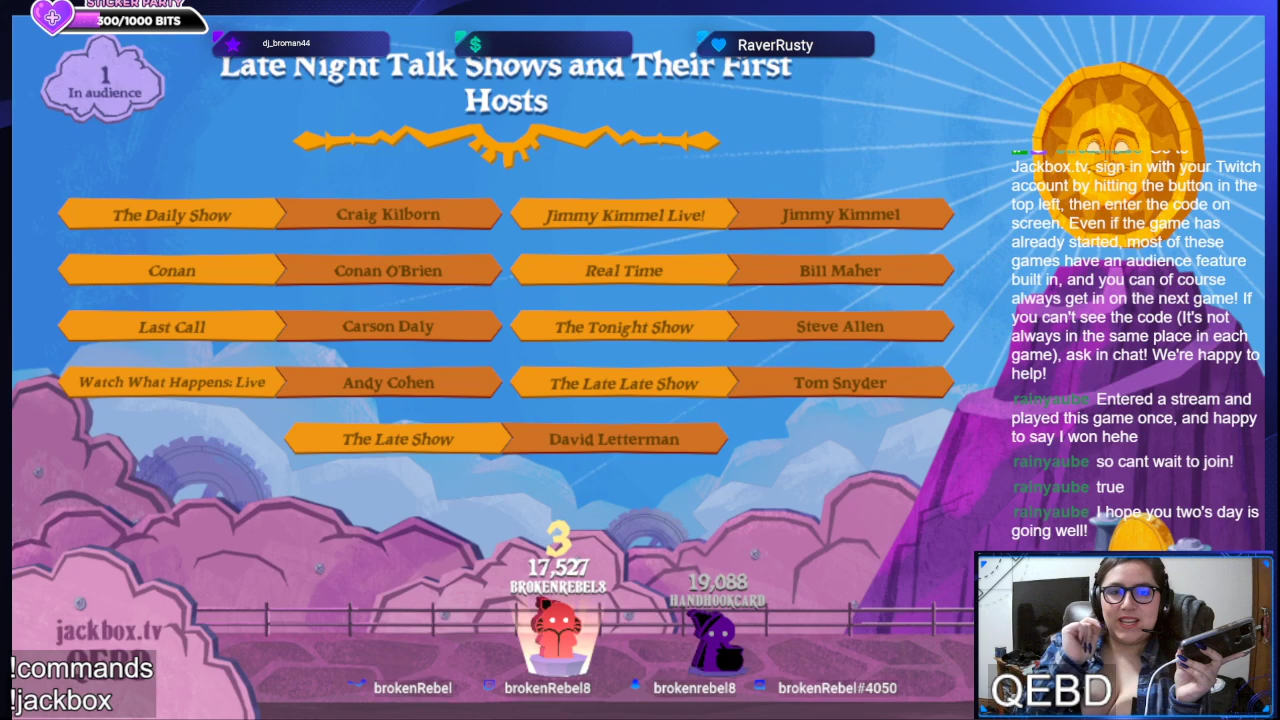 STICKER PARTY
300/1000 BITS
dj_broman44
RaverRusty
1
In audience
Late Night Talk Shows and Their First
Hosts
The Daily Show Craig Kilborn Jimmy Kimmel Live! Jimmy Kimmel
Conan Conan O'Brien Real Time Bill Maher
Last Call Carson Daly The Tonight Show Steve Allen
Watch What Happens: Live Andy Cohen The Late Late Show Tom Snyder
The Late Show David Letterman
Jackbox.tv, sign in with your Twitch
account by hitting the button in the
top left, then enter the code on
screen. Even if the game has
already started, most of these
games have an audience feature
built in, and you can of course
always get in on the next game! If
you can't see the code (It's not
always in the same place in each
game), ask in chat! We're happy to
help!
rainyaube Entered a stream and
played this game once, and happy
to say I won hehe
rainyaube so cant wait to join!
rainyaube true
rainyaube I hope you two's day is
going well!
3
17,527
BROKENREBEL8
19,088
HANDHOOKCARD
jackbox.tv
QEBD
!commands
!jackbox
brokenRebel brokenRebel8 brokenrebel8 brokenRebel#4050
QEBD